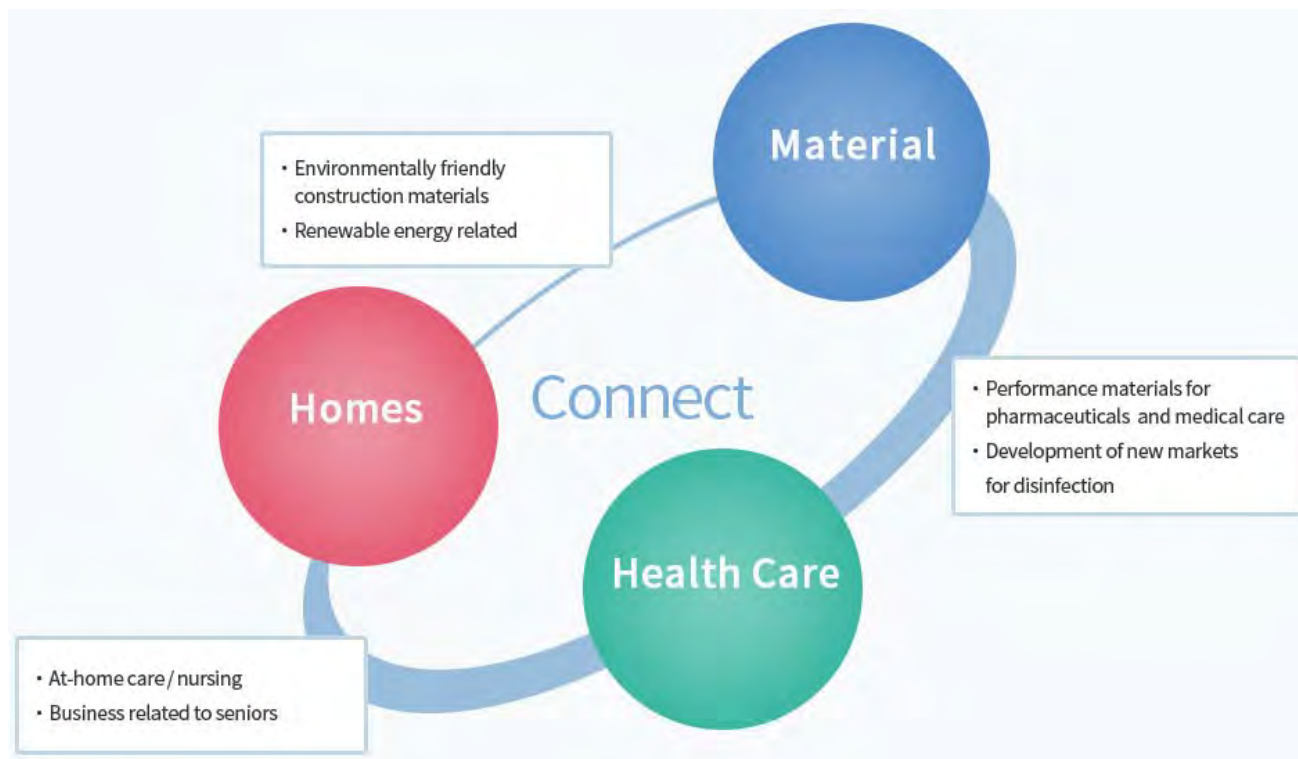 Material
・Environmentally friendly
construction materials
・Renewable energy related
Homes
Connect
・Performance materials for
pharmaceuticals and medical care
・Development of new markets
for disinfection
Health Care
・At-home care / nursing
・Business related to seniors